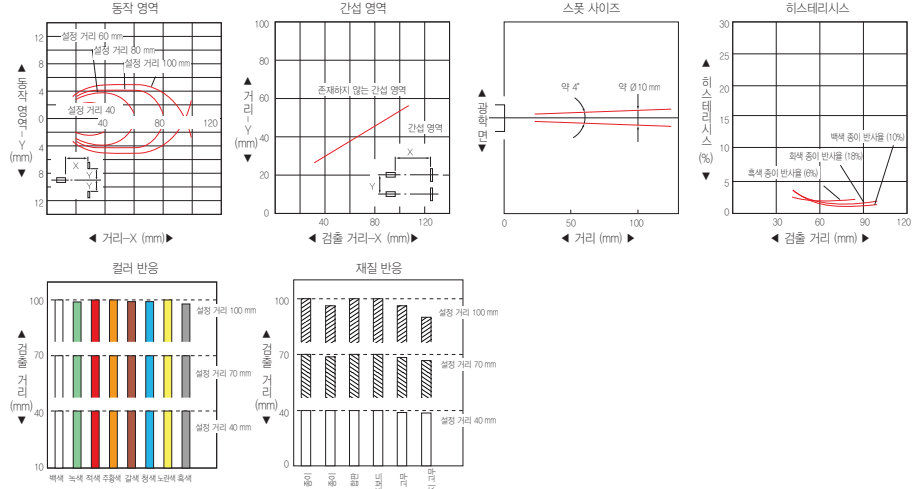 동작 영역
12
8
4
0
4
8
12
동작 영역-Y
(mm)
설정 거리 60 mm
설정 거리 80 mm
설정 거리 100 mm
설정 거리 40
40
80
120
X
Y
Y
거리-X (mm)
간섭 영역
100
80
60
40
20
0
거리-Y
(mm)
존재하지 않는 간섭 영역
간섭 영역
X
Y
40
80
120
검출 거리-X (mm)
스폿 사이즈
광학면
약 4°
약 Ø10 mm
0
50
100
거리 (mm)
히스테리시스
30
25
20
15
10
5
0
히스테리시스
(%)
백색 종이 반사율 (10%)
회색 종이 반사율 (18%)
흑색 종이 반사율 (6%)
30
60
90
120
검출 거리 (mm)
컬러 반응
100
70
40
10
검출 거리
(mm)
설정 거리 100 mm
설정 거리 70 mm
설정 거리 40 mm
백색 녹색 적색 주황색 갈색 청색 노란색 흑색
재질 반응
100
70
40
0
검출 거리
(mm)
설정 거리 100 mm
설정 거리 70 mm
설정 거리 40 mm
종이
종이
합판